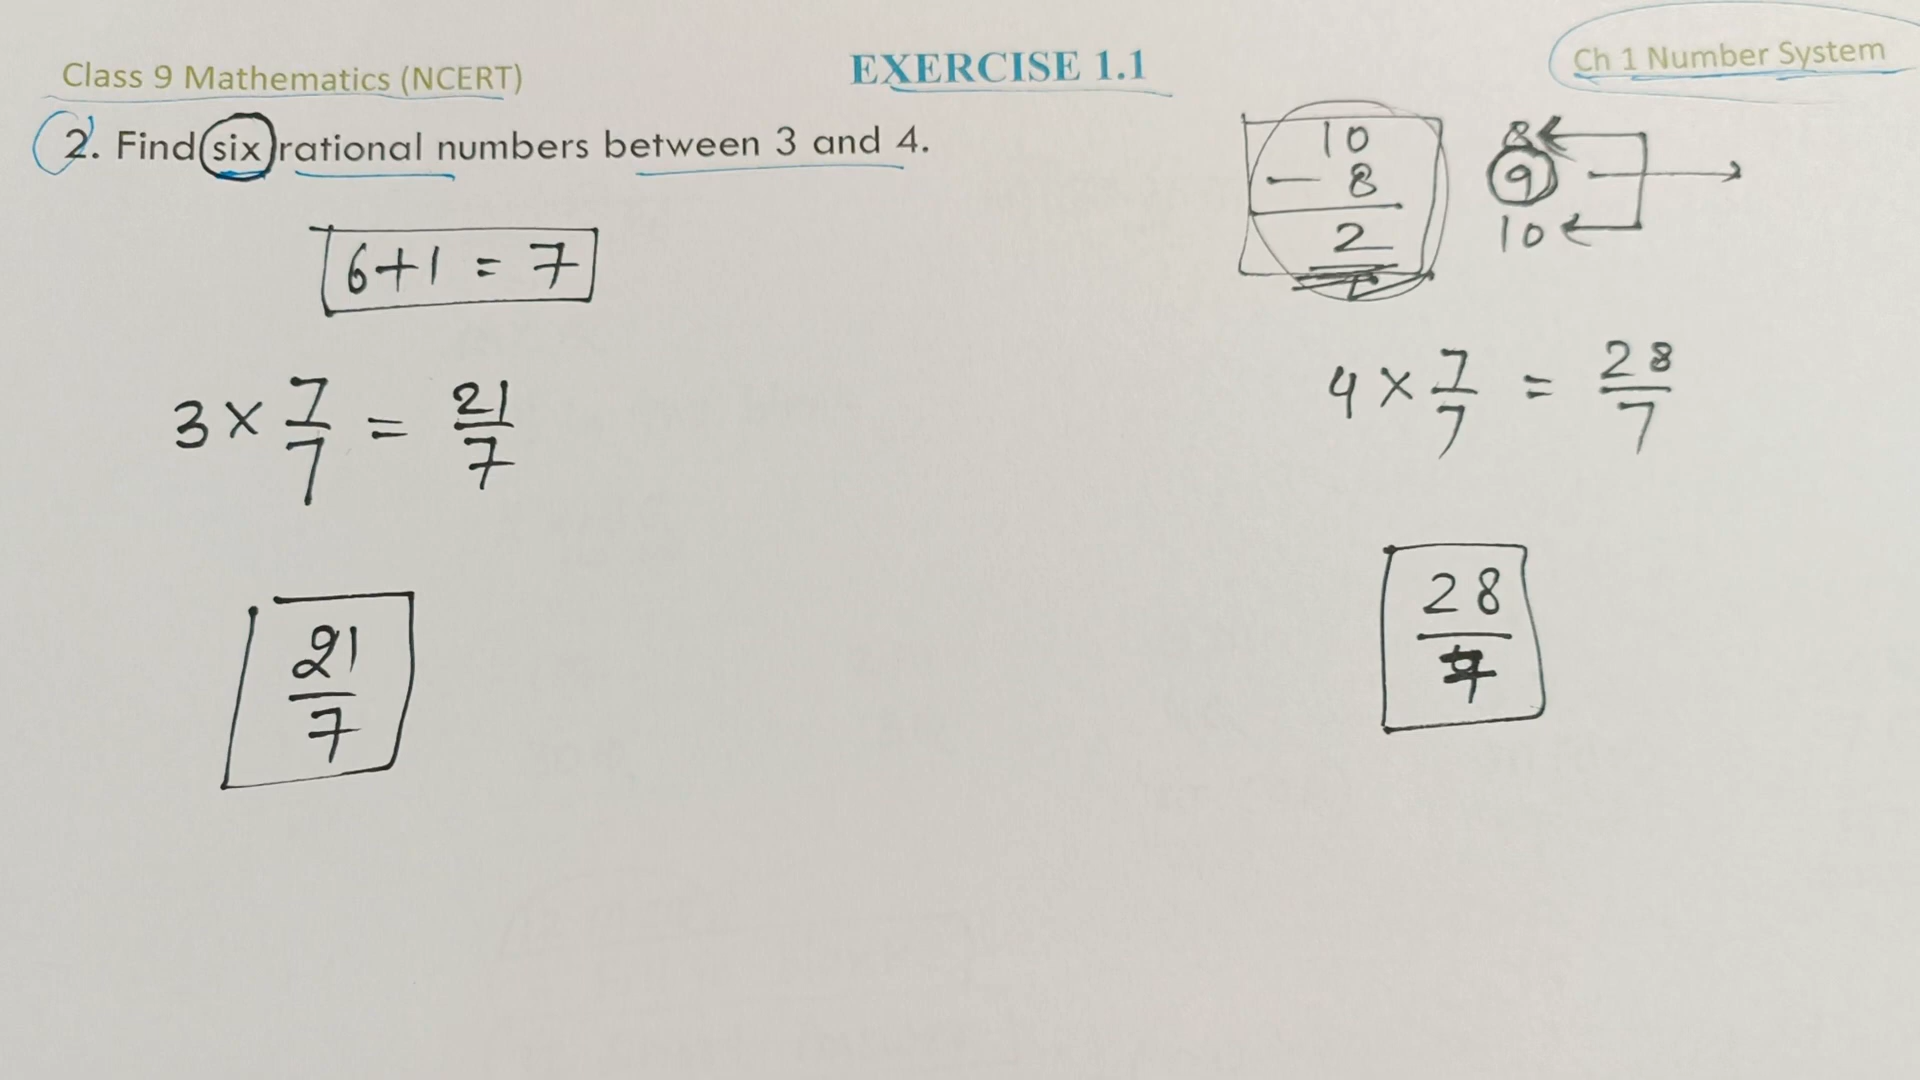 Class 9 Mathematics (NCERT)
EXERCISE 1.1
Ch 1 Number System
2. Find six rational numbers between 3 and 4.
6+1 = 7
10
- 8
2
8
9
10
3 × 7/7 = 21/7
4 × 7/7 = 28/7
21/7
28/7